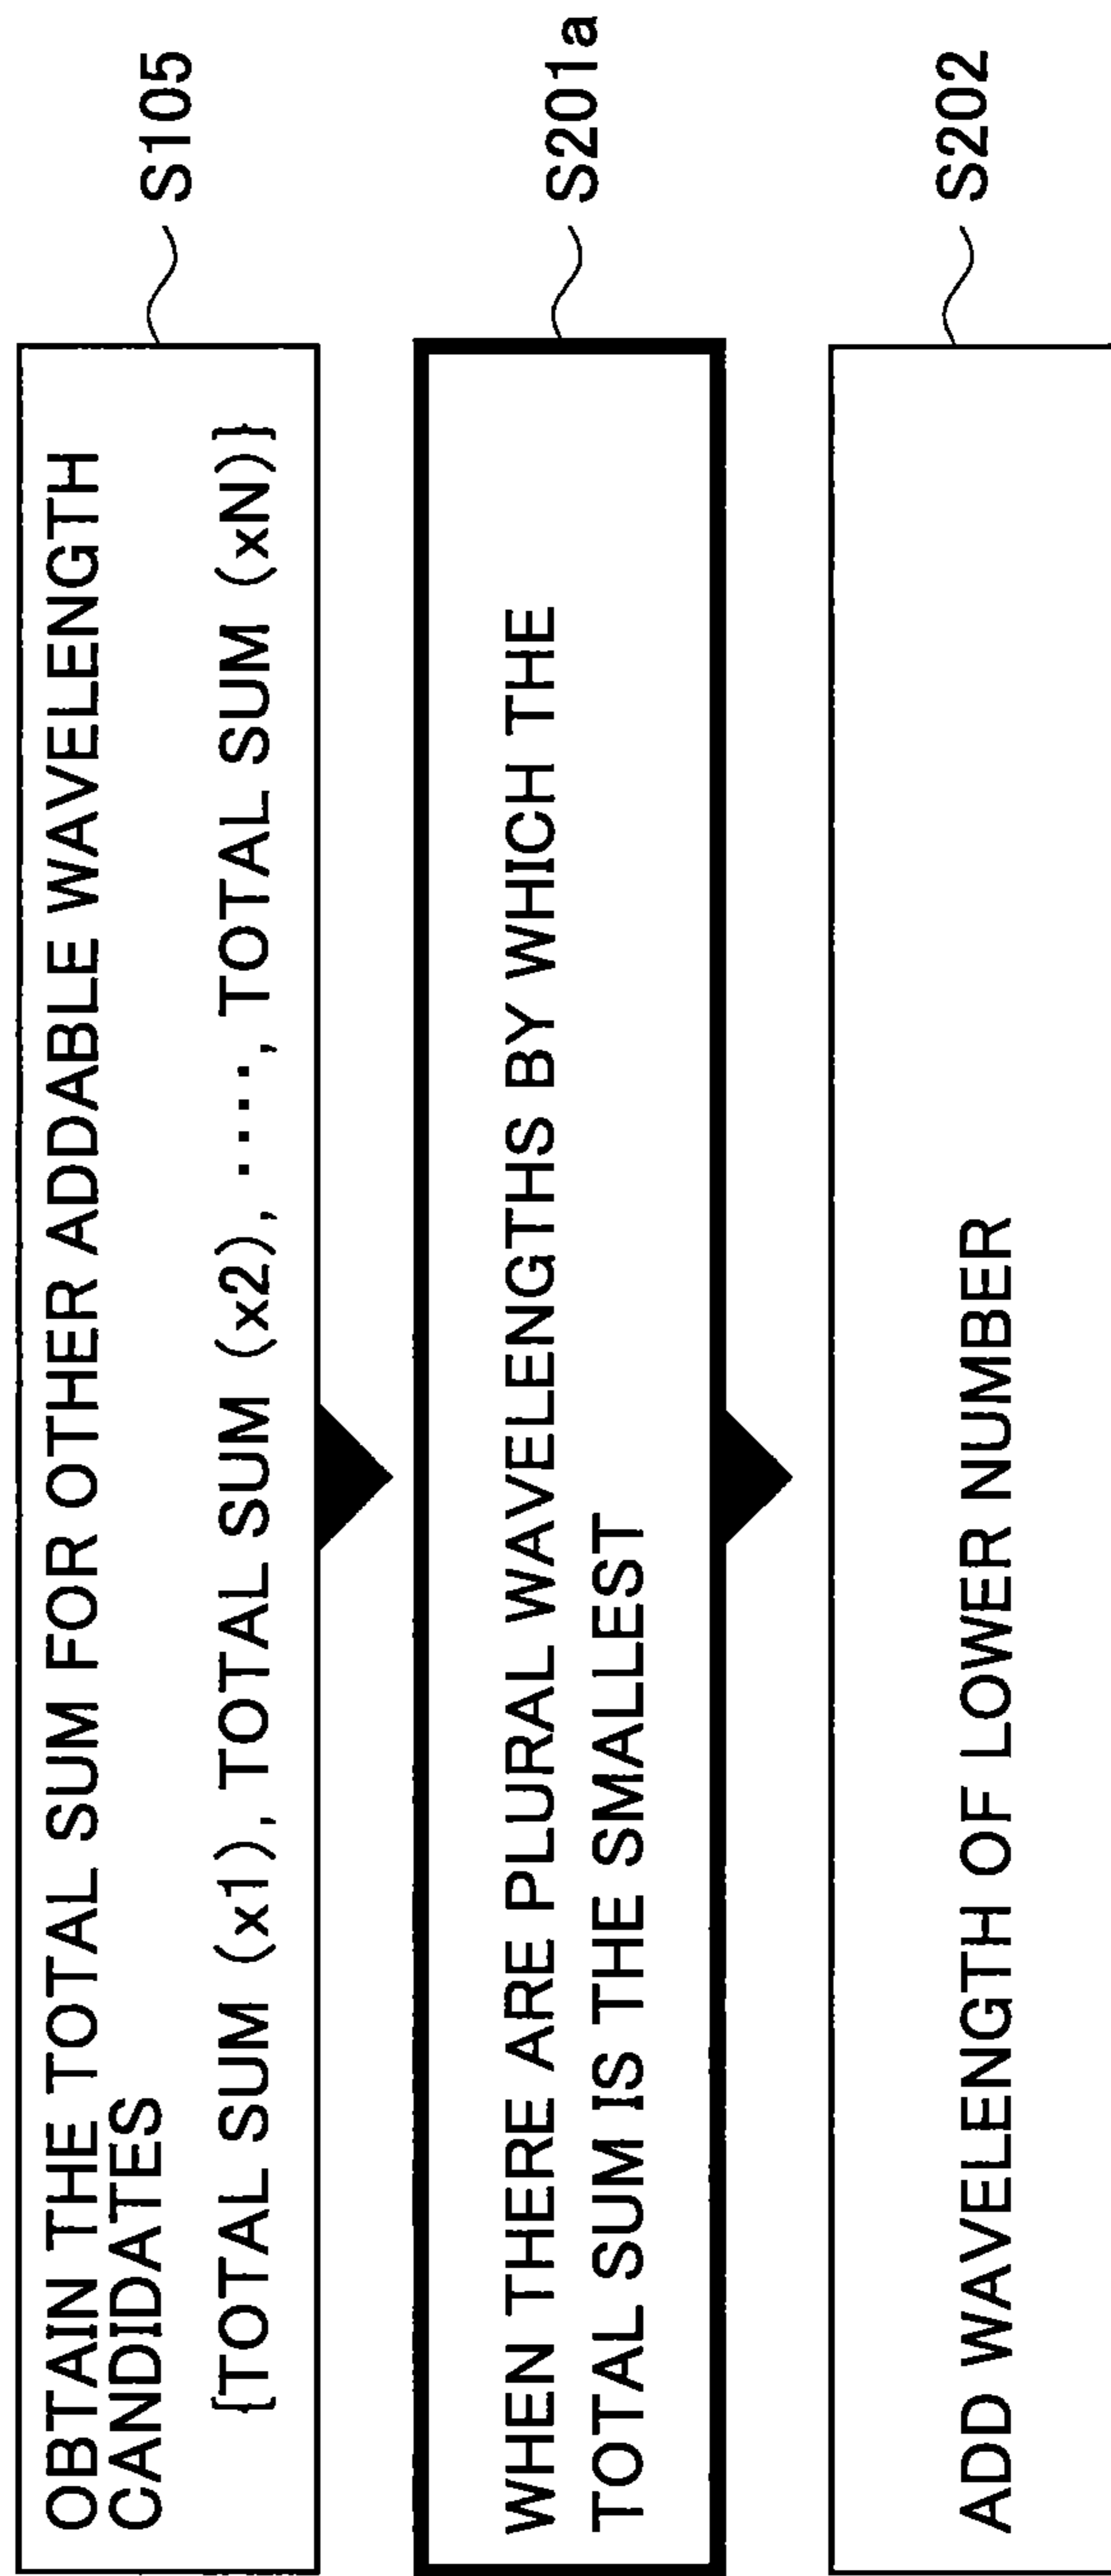 OBTAIN THE TOTAL SUM FOR OTHER ADDABLE WAVELENGTH
CANDIDATES
{TOTAL SUM (x1), TOTAL SUM (x2), ····, TOTAL SUM (xN)}
S105
WHEN THERE ARE PLURAL WAVELENGTHS BY WHICH THE
TOTAL SUM IS THE SMALLEST
S201a
ADD WAVELENGTH OF LOWER NUMBER
S202